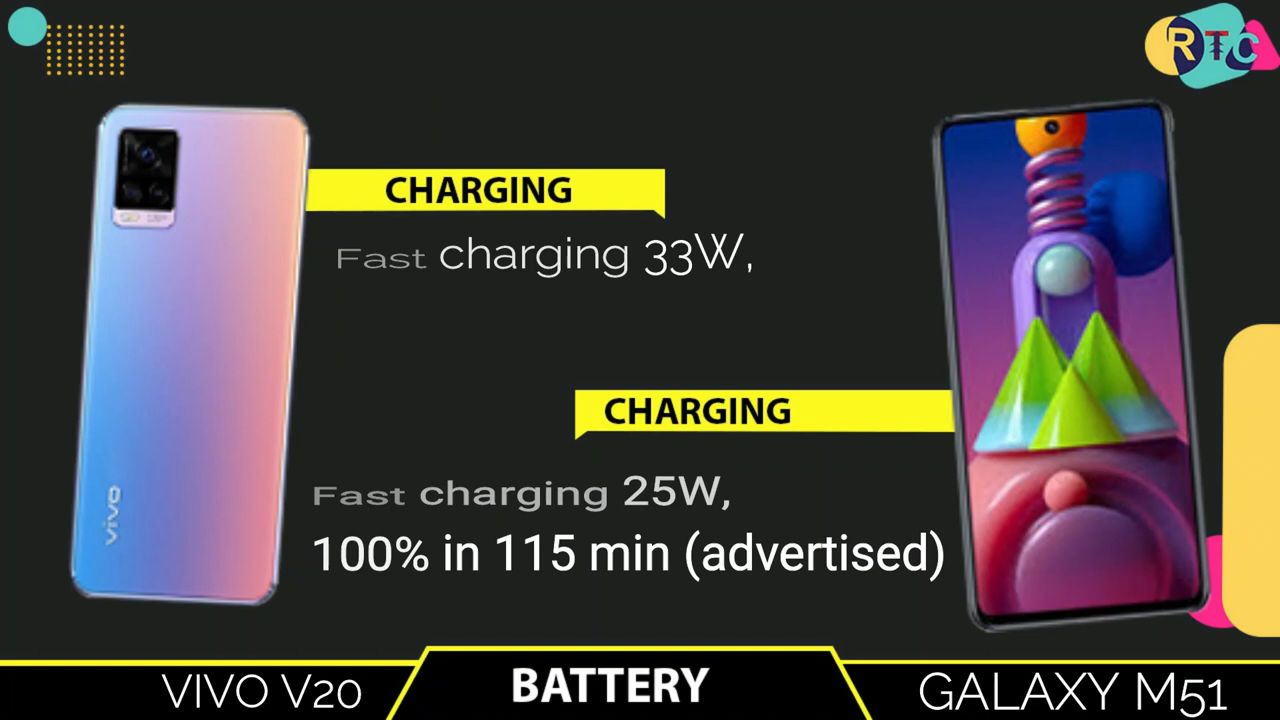 RTC
CHARGING
Fast charging 33W,
CHARGING
Fast charging 25W,
100% in 115 min (advertised)
vivo
VIVO V20
BATTERY
GALAXY M51